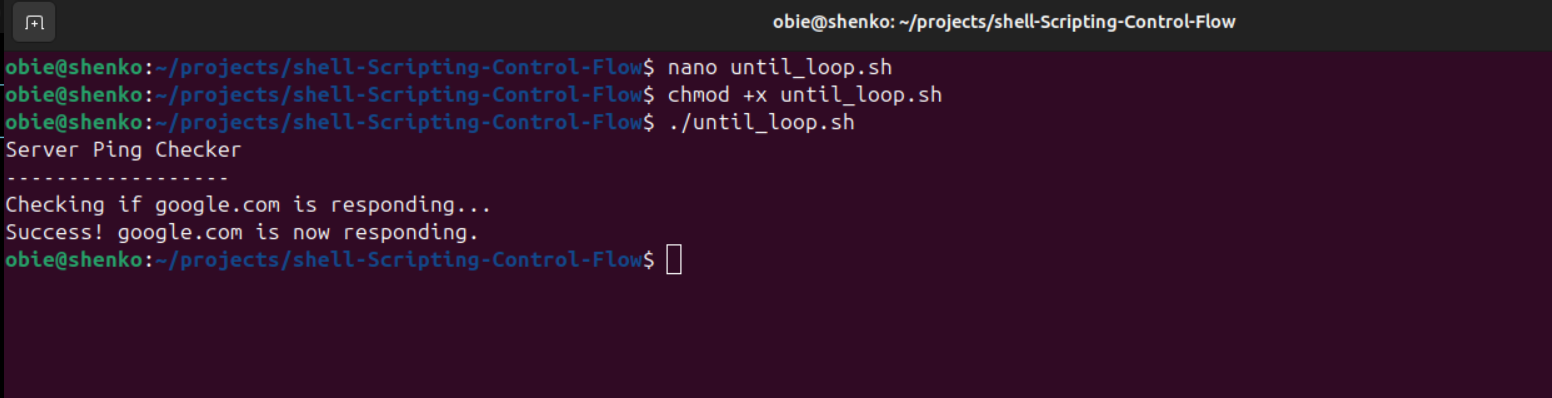 obie@shenko: ~/projects/shell-Scripting-Control-Flow
obie@shenko:~/projects/shell-Scripting-Control-Flow$ nano until_loop.sh
obie@shenko:~/projects/shell-Scripting-Control-Flow$ chmod +x until_loop.sh
obie@shenko:~/projects/shell-Scripting-Control-Flow$ ./until_loop.sh
Server Ping Checker
------------------
Checking if google.com is responding...
Success! google.com is now responding.
obie@shenko:~/projects/shell-Scripting-Control-Flow$